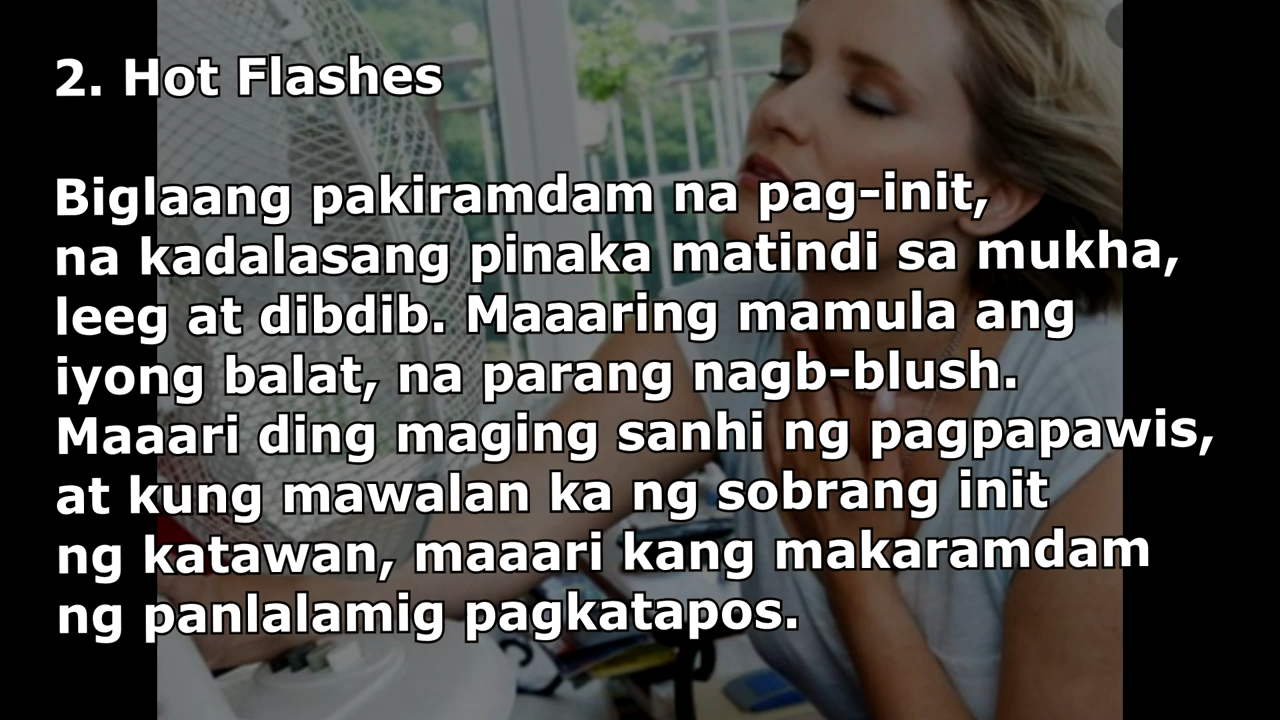 2. Hot Flashes
Biglaang pakiramdam na pag-init,
na kadalasang pinaka matindi sa mukha,
leeg at dibdib. Maaaring mamula ang
iyong balat, na parang nagb-blush.
Maaari ding maging sanhi ng pagpapawis,
at kung mawalan ka ng sobrang init
ng katawan, maaari kang makaramdam
ng panlalamig pagkatapos.